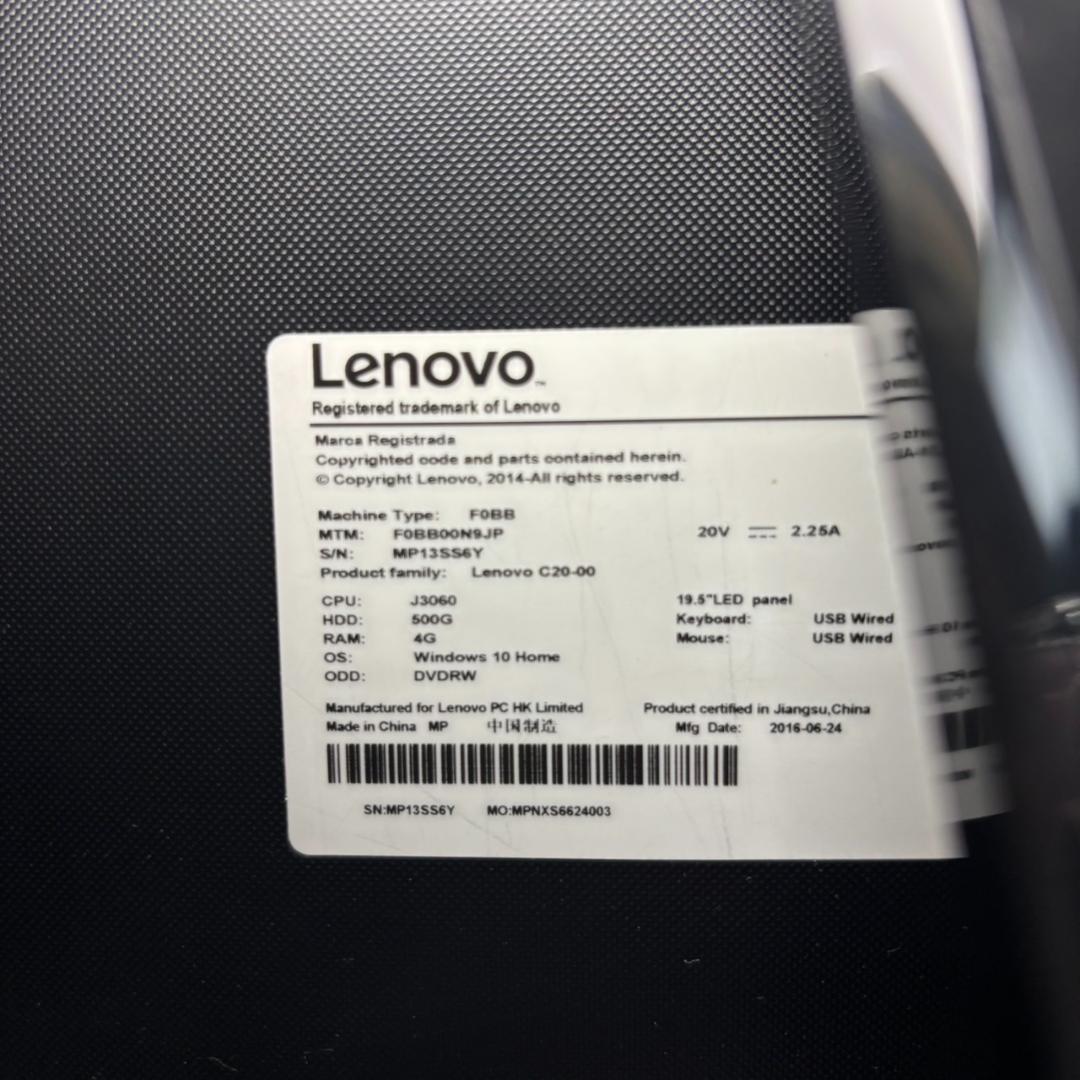 Lenovo™
Registered trademark of Lenovo
Marca Registrada
Copyrighted code and parts contained herein.
© Copyright Lenovo, 2014-All rights reserved.
Machine Type: F0BB
MTM: F0BB00N9JP 20V 2.25A
S/N: MP13SS6Y
Product family: Lenovo C20-00
CPU: J3060 19.5"LED panel
HDD: 500G Keyboard: USB Wired
RAM: 4G Mouse: USB Wired
OS: Windows 10 Home
ODD: DVDRW
Manufactured for Lenovo PC HK Limited Product certified in Jiangsu,China
Made in China MP 中国制造 Mfg Date: 2016-06-24
SN:MP13SS6Y MO:MPNXS6624003